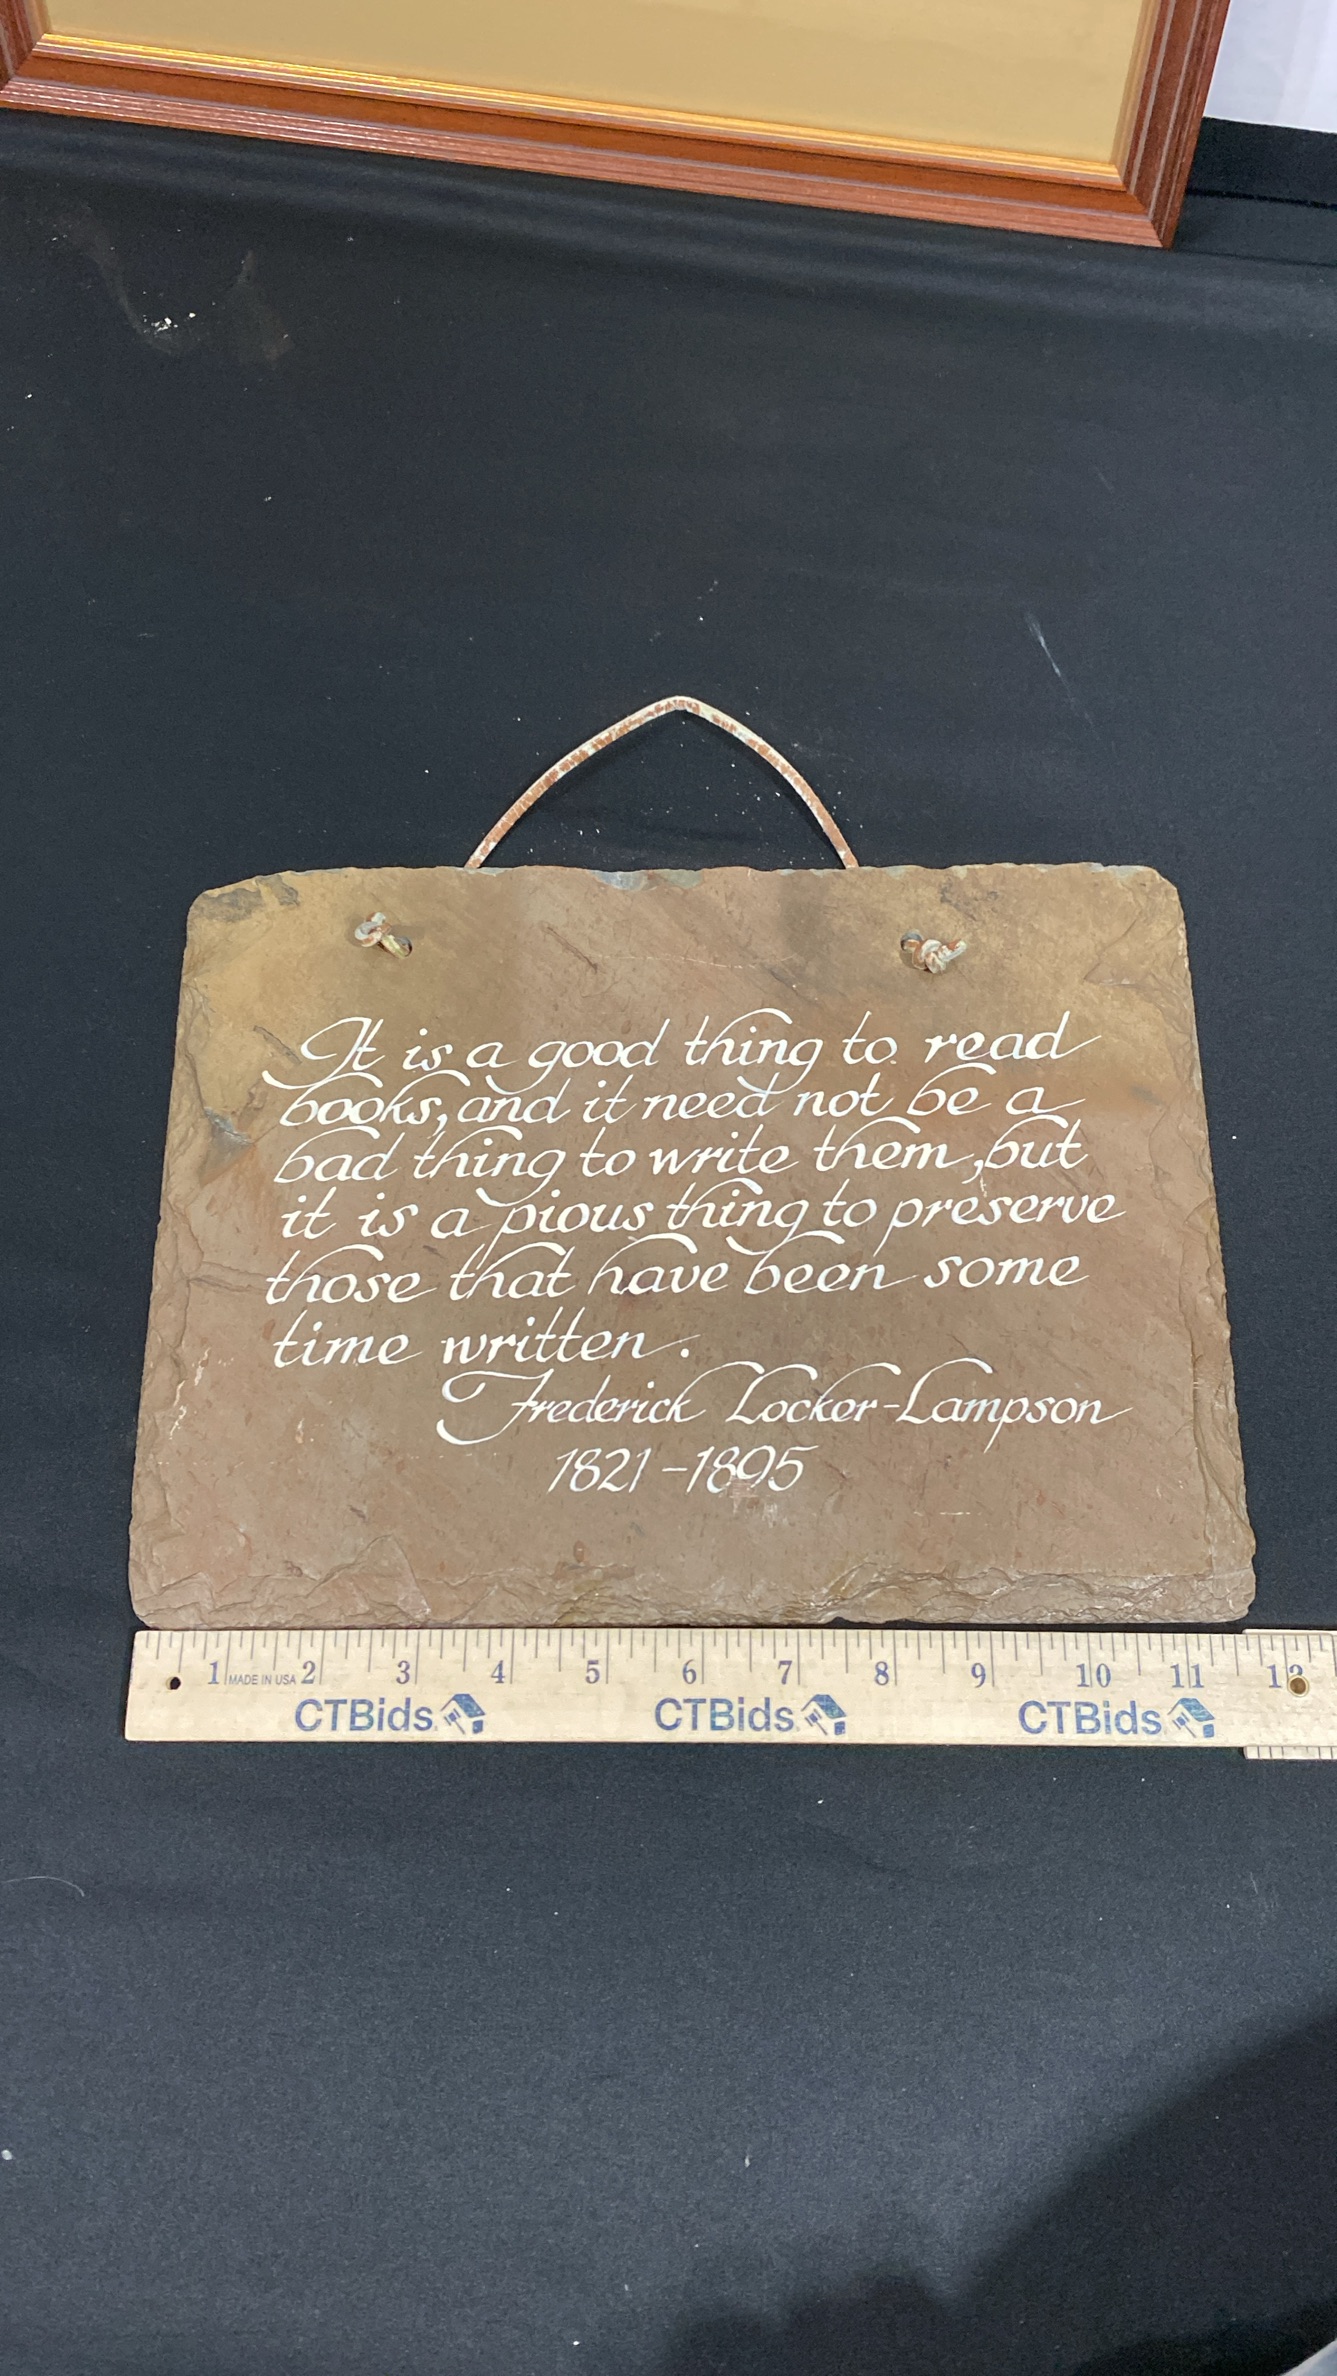 It is a good thing to read
books, and it need not be a
bad thing to write them, but
it is a pious thing to preserve
those that have been some
time written.
Frederick Locker-Lampson
1821-1895
1 MADE IN USA 2 3 4 5 6 7 8 9 10 11 12
CTBids CTBids CTBids